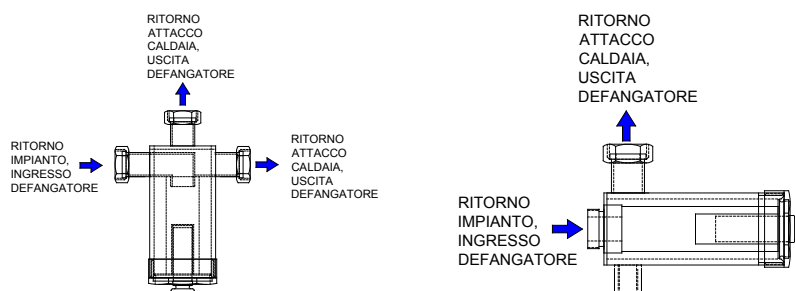 RITORNO
ATTACCO
CALDAIA,
USCITA
DEFANGATORE
RITORNO
IMPIANTO,
INGRESSO
DEFANGATORE
RITORNO
ATTACCO
CALDAIA,
USCITA
DEFANGATORE
RITORNO
ATTACCO
CALDAIA,
USCITA
DEFANGATORE
RITORNO
IMPIANTO,
INGRESSO
DEFANGATORE